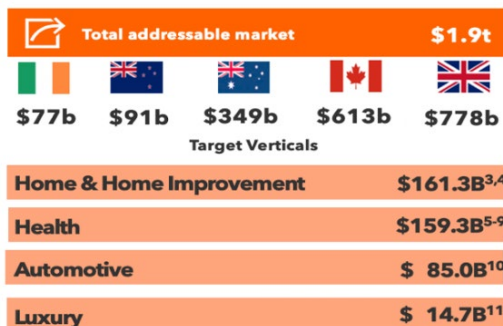 Total addressable market $1.9t
$77b $91b $349b $613b $778b
Target Verticals
Home & Home Improvement $161.3B3,4
Health $159.3B5-9
Automotive $ 85.0B10
Luxury $ 14.7B11